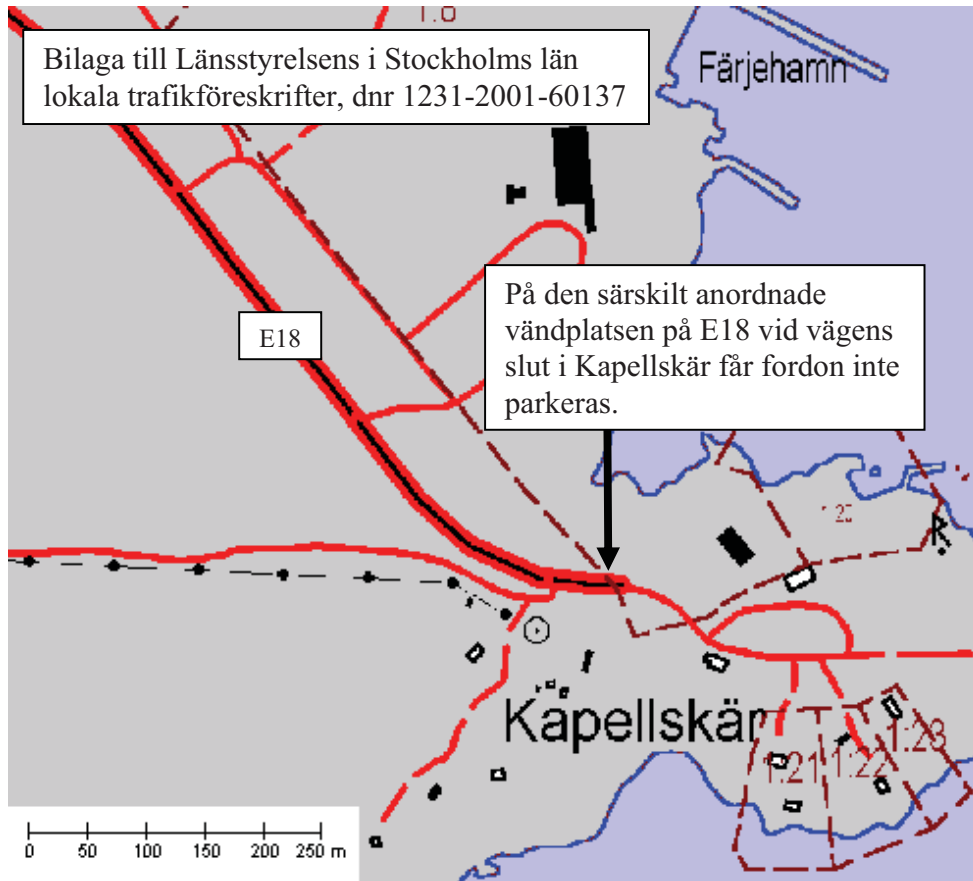 1:8
Bilaga till Länsstyrelsens i Stockholms län
lokala trafikföreskrifter, dnr 1231-2001-60137
Färjehamn
På den särskilt anordnade
vändplatsen på E18 vid vägens
slut i Kapellskär får fordon inte
parkeras.
E18
R
Kapellskär
1:21
1:22
1:23
0 50 100 150 200 250 m